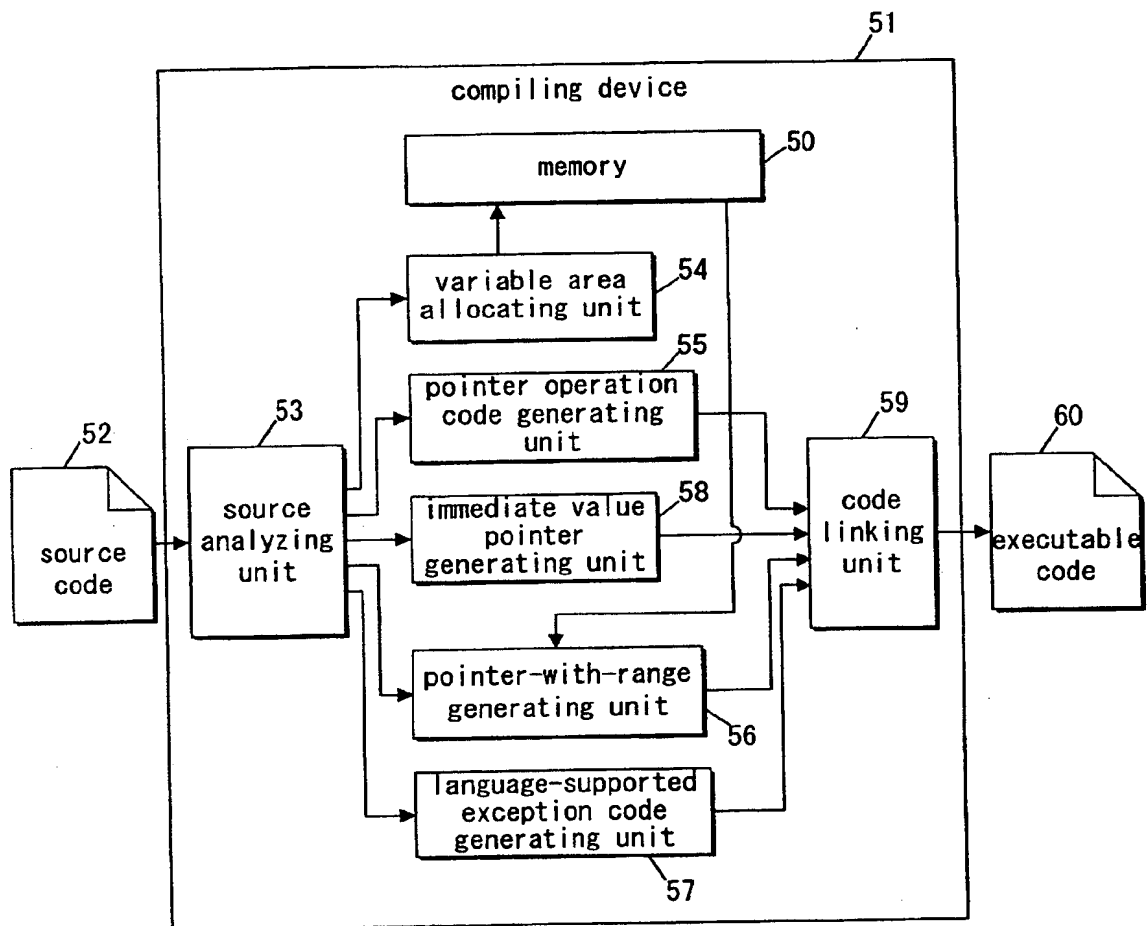 51
compiling device
50
memory
54
variable area
allocating unit
55
pointer operation
code generating
unit
52
source
code
53
source
analyzing
unit
58
immediate value
pointer
generating unit
59
code
linking
unit
60
executable
code
pointer-with-range
generating unit
56
language-supported
exception code
generating unit
57